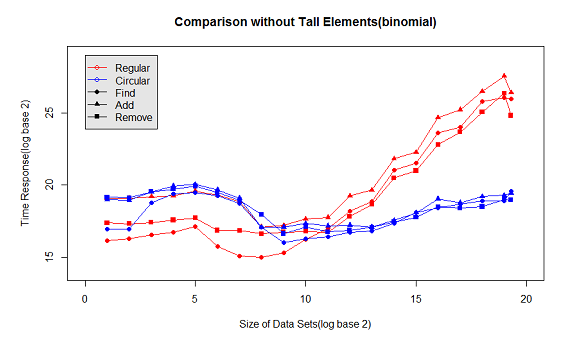 Comparison without Tall Elements(binomial)
Regular
Circular
Find
Add
Remove
Time Response(log base 2)
25
20
15
0 5 10 15 20
Size of Data Sets(log base 2)